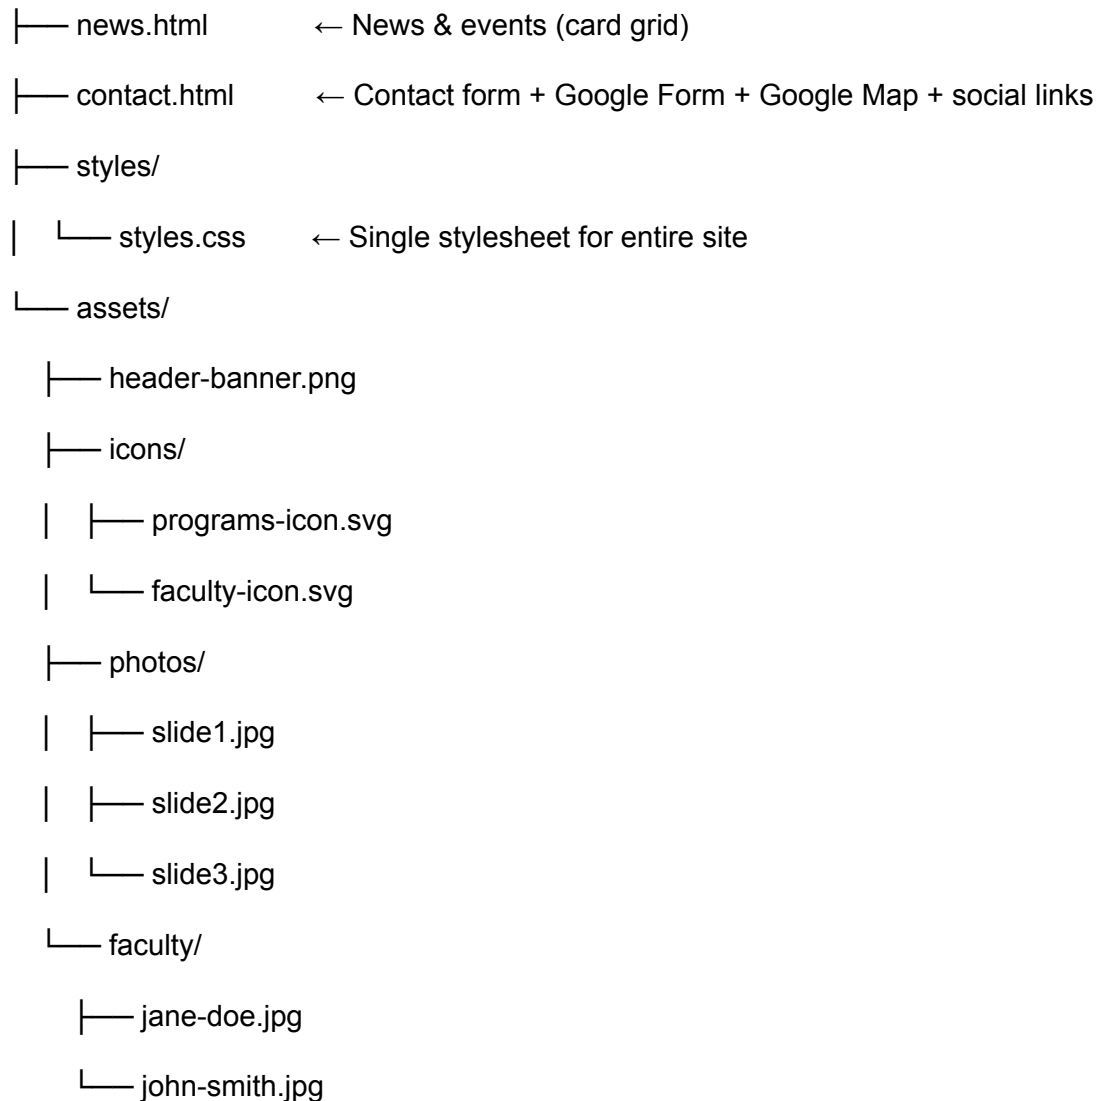 ├── news.html ← News & events (card grid)
├── contact.html ← Contact form + Google Form + Google Map + social links
├── styles/
│ └── styles.css ← Single stylesheet for entire site
└── assets/
├── header-banner.png
├── icons/
│ ├── programs-icon.svg
│ └── faculty-icon.svg
├── photos/
│ ├── slide1.jpg
│ ├── slide2.jpg
│ └── slide3.jpg
└── faculty/
├── jane-doe.jpg
└── john-smith.jpg